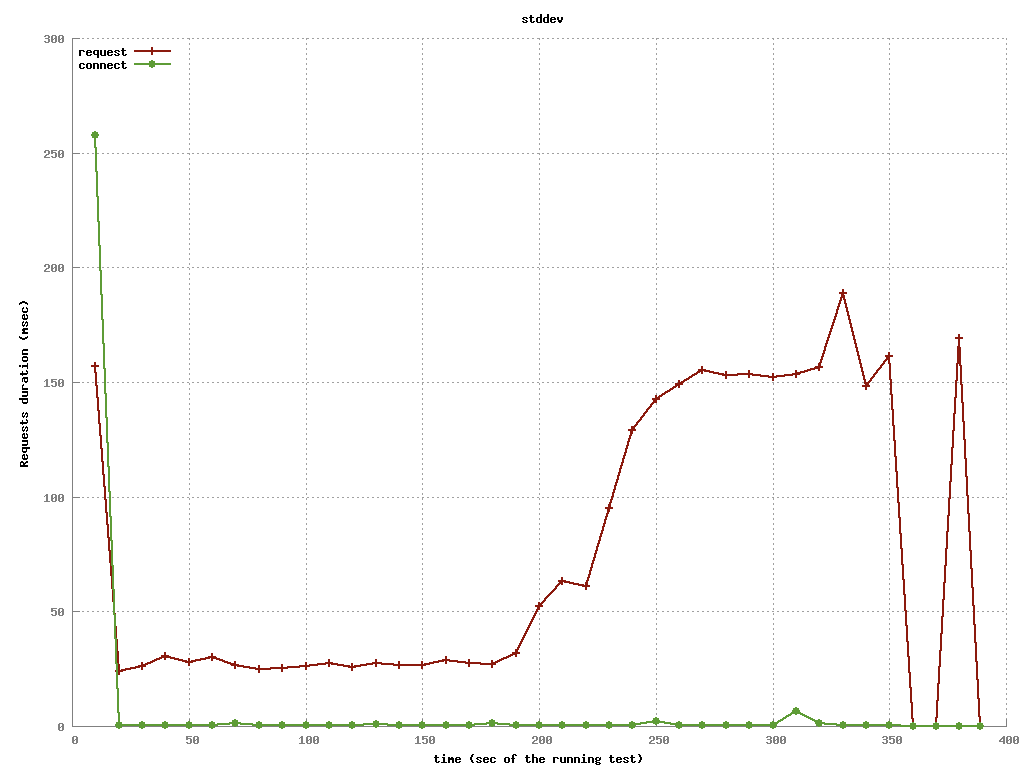 stddev
300
request
connect
250
200
150
100
50
0
Requests duration (msec)
0 50 100 150 200 250 300 350 400
time (sec of the running test)